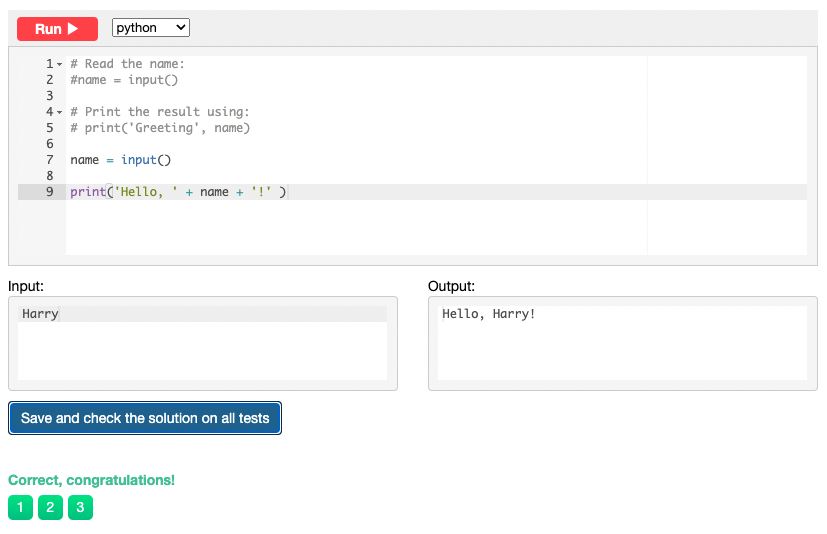 Run ▶ python
1 # Read the name:
2 #name = input()
3
4 # Print the result using:
5 # print('Greeting', name)
6
7 name = input()
8
9 print('Hello, ' + name + '!' )
Input: Output:
Harry Hello, Harry!
Save and check the solution on all tests
Correct, congratulations!
1 2 3